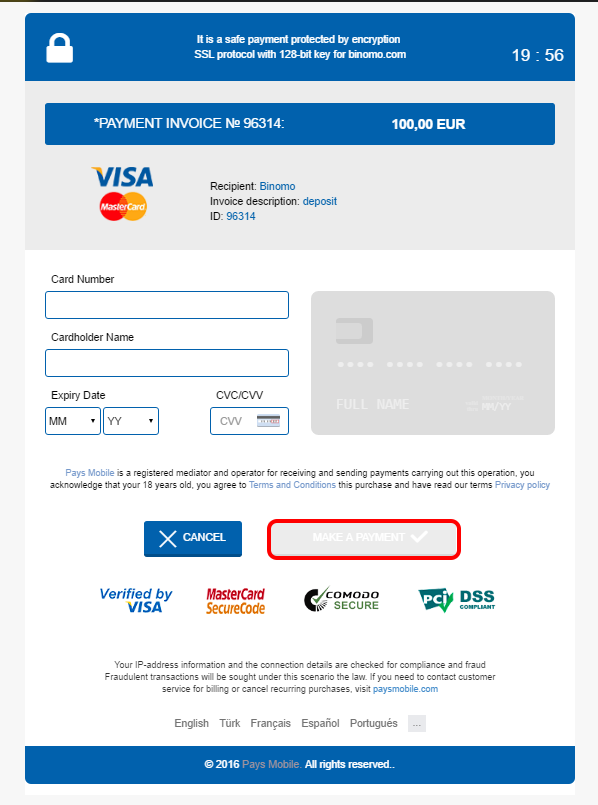 It is a safe payment protected by encryption
SSL protocol with 128-bit key for binomo.com
19 : 56
*PAYMENT INVOICE № 96314:
100,00 EUR
VISA
MasterCard
Recipient: Binomo
Invoice description: deposit
ID: 96314
Card Number
Cardholder Name
Expiry Date
CVC/CVV
MM
YY
CVV
FULL NAME
MM/YY
Pays Mobile is a registered mediator and operator for receiving and sending payments carrying out this operation, you
acknowledge that your 18 years old, you agree to Terms and Conditions this purchase and have read our terms Privacy policy
CANCEL
MAKE A PAYMENT
Verified by
VISA
MasterCard
SecureCode
COMODO
SECURE
PCI DSS
COMPLIANT
Your IP-address information and the connection details are checked for compliance and fraud
Fraudulent transactions will be sought under this scenario the law. If you need to contact customer
service for billing or cancel recurring purchases, visit paysmobile.com
English Türk Français Español Português ...
© 2016 Pays Mobile. All rights reserved..